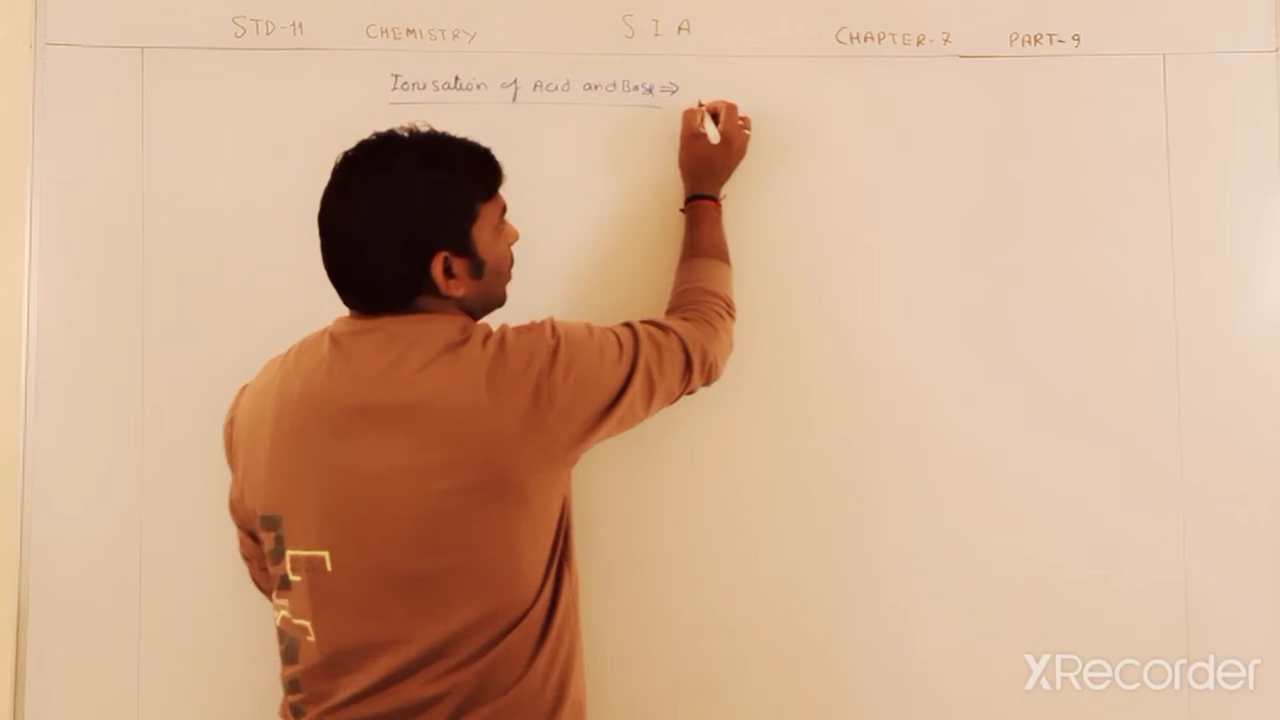 STD-11 CHEMISTRY S I A CHAPTER-7 PART-9
Ionisation of Acid and Base ⇒
XRecorder